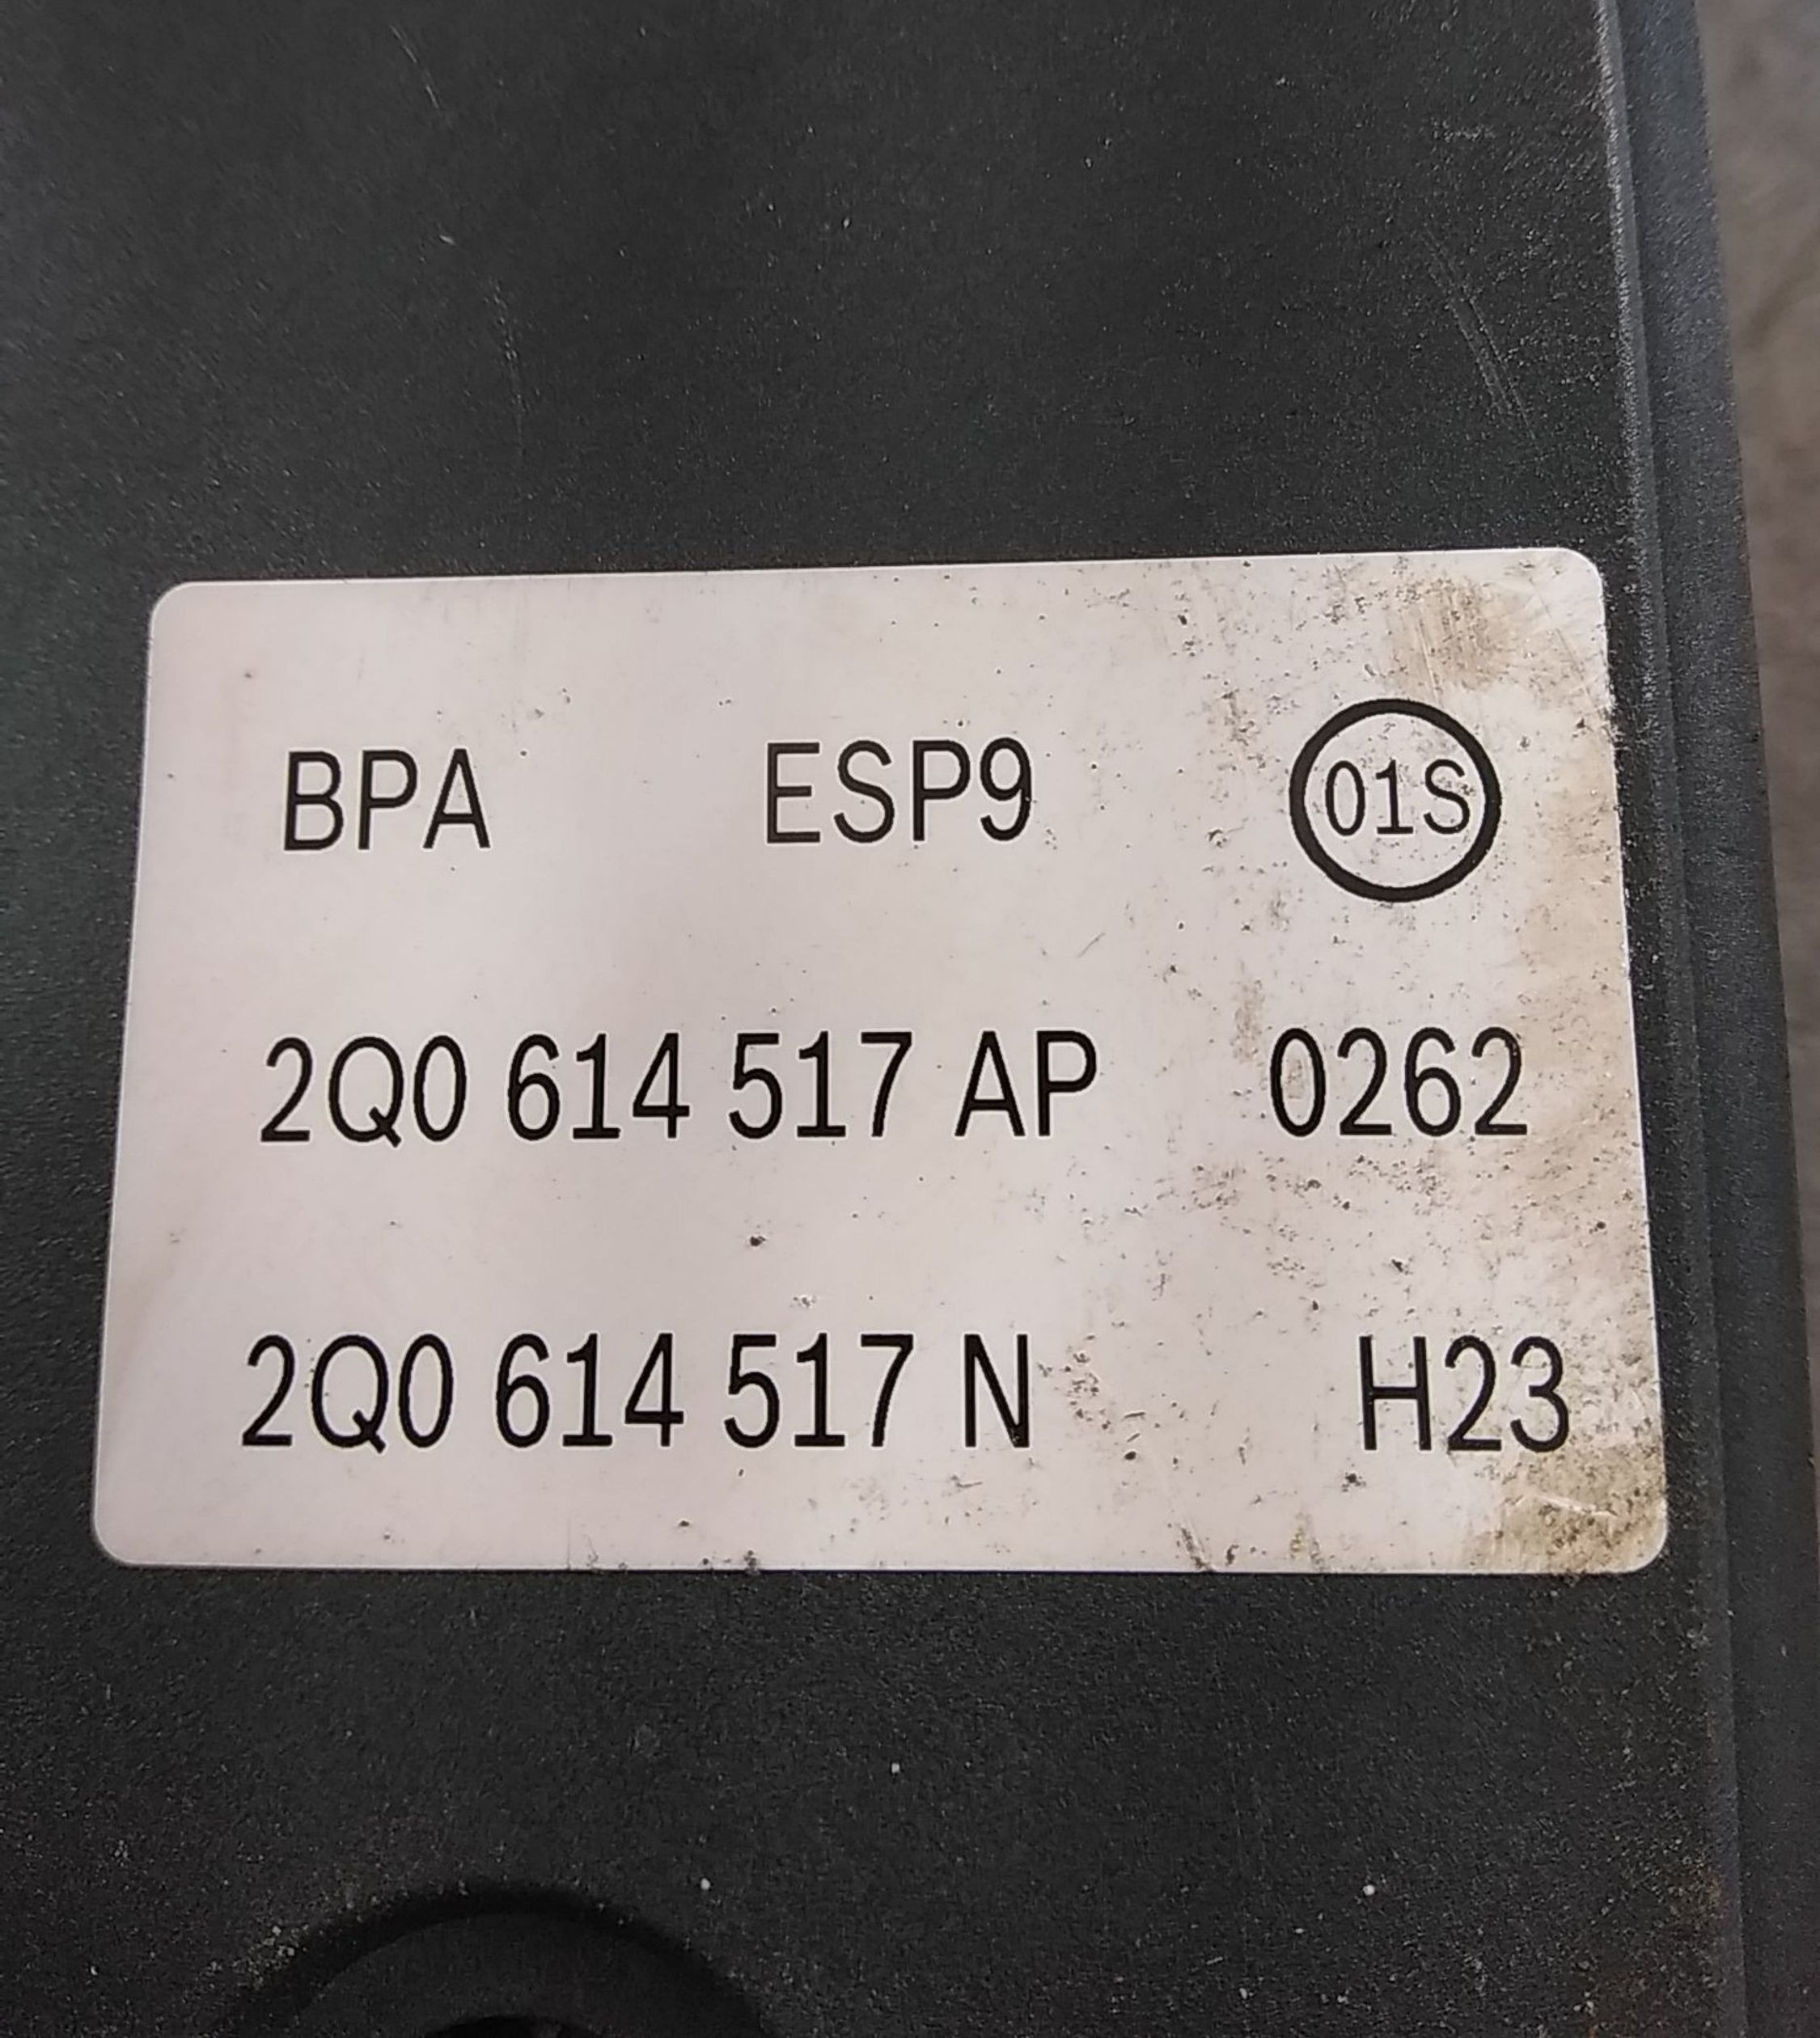 BPA ESP9 01S
2Q0 614 517 AP 0262
2Q0 614 517 N H23